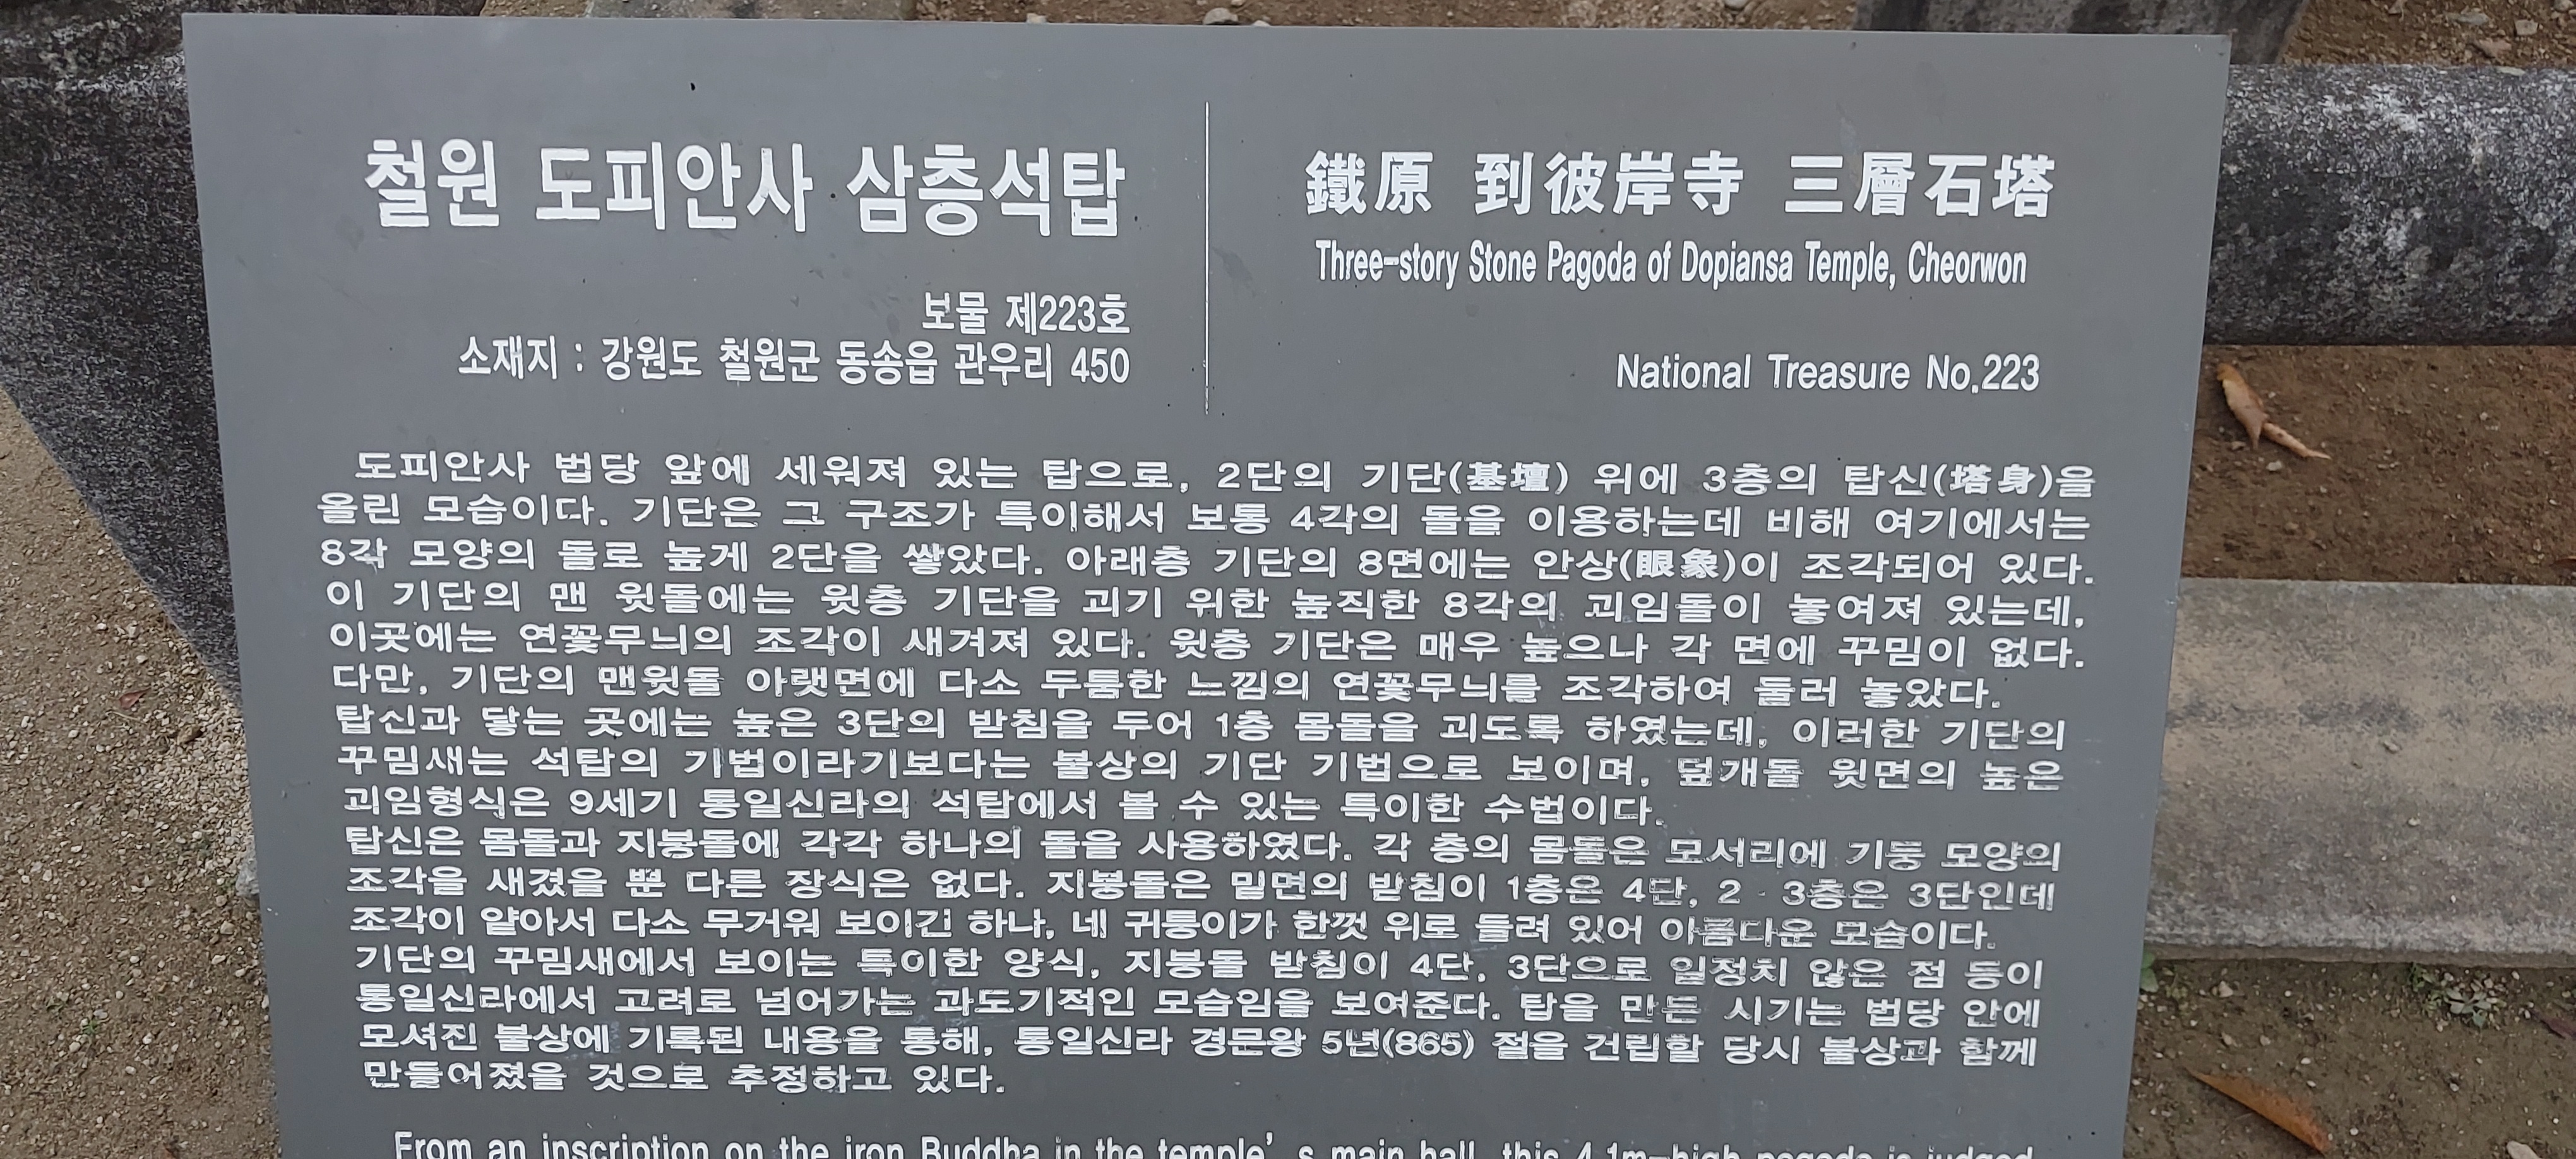 철원 도피안사 삼층석탑
보물 제223호
소재지 : 강원도 철원군 동송읍 관우리 450
鐵原 到彼岸寺 三層石塔
Three-story Stone Pagoda of Dopiansa Temple, Cheorwon
National Treasure No.223
도피안사 법당 앞에 세워져 있는 탑으로, 2단의 기단(基壇) 위에 3층의 탑신(塔身)을
올린 모습이다. 기단은 그 구조가 특이해서 보통 4각의 돌을 이용하는데 비해 여기에서는
8각 모양의 돌로 높게 2단을 쌓았다. 아래층 기단의 8면에는 안상(眼象)이 조각되어 있다.
이 기단의 맨 윗돌에는 윗층 기단을 괴기 위한 높직한 8각의 괴임돌이 놓여져 있는데,
이곳에는 연꽃무늬의 조각이 새겨져 있다. 윗층 기단은 매우 높으나 각 면에 꾸밈이 없다.
다만, 기단의 맨윗돌 아랫면에 다소 두툼한 느낌의 연꽃무늬를 조각하여 둘러 놓았다.
탑신과 닿는 곳에는 높은 3단의 받침을 두어 1층 몸돌을 괴도록 하였는데, 이러한 기단의
꾸밈새는 석탑의 기법이라기보다는 불상의 기단 기법으로 보이며, 덮개돌 윗면의 높은
괴임형식은 9세기 통일신라의 석탑에서 볼 수 있는 특이한 수법이다.
탑신은 몸돌과 지붕돌에 각각 하나의 돌을 사용하였다. 각 층의 몸돌은 모서리에 기둥 모양의
조각을 새겼을 뿐 다른 장식은 없다. 지붕돌은 밑면의 받침이 1층은 4단, 2 · 3층은 3단인데
조각이 얕아서 다소 무거워 보이긴 하나, 네 귀퉁이가 한껏 위로 들려 있어 아름다운 모습이다.
기단의 꾸밈새에서 보이는 특이한 양식, 지붕돌 받침이 4단, 3단으로 일정치 않은 점 등이
통일신라에서 고려로 넘어가는 과도기적인 모습임을 보여준다. 탑을 만든 시기는 법당 안에
모셔진 불상에 기록된 내용을 통해, 통일신라 경문왕 5년(865) 절을 건립할 당시 불상과 함께
만들어졌을 것으로 추정하고 있다.
From an inscription on the iron Buddha in the temple's main hall, this 4.1m-high pagoda is judged